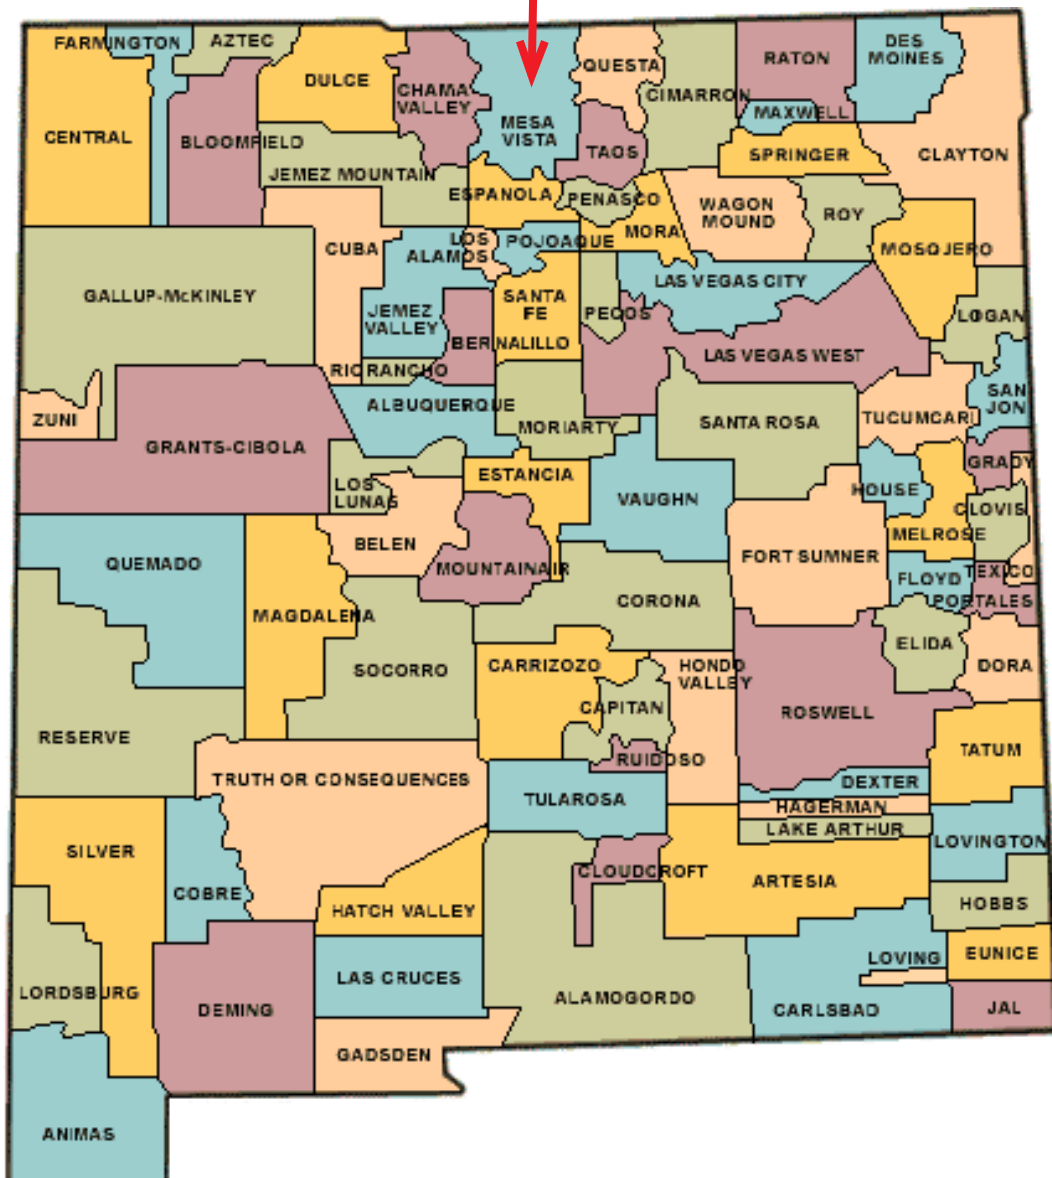 FARMINGTON
AZTEC
DULCE
CHAMA
VALLEY
MESA
VISTA
QUESTA
CIMARRON
RATON
DES
MOINES
MAXWELL
CENTRAL
BLOOMFIELD
JEMEZ MOUNTAIN
TAOS
SPRINGER
CLAYTON
ESPANOLA
PENASCO
WAGON
MOUND
ROY
CUBA
LOS
ALAMOS
POJOAQUE
MORA
MOSQJERO
GALLUP-McKINLEY
JEMEZ
VALLEY
SANTA
FE
PECOS
LAS VEGAS CITY
LOGAN
BERNALILLO
LAS VEGAS WEST
RIO RANCHO
ZUNI
ALBUQUERQUE
MORIARTY
SANTA ROSA
TUCUMCARI
SAN
JON
GRANTS-CIBOLA
LOS
LUNAS
ESTANCIA
VAUGHN
HOUSE
GRADY
CLOVIS
BELEN
MELROSE
QUEMADO
MOUNTAINAIR
FORT SUMNER
FLOYD
TEXICO
PORTALES
MAGDALENA
CORONA
ELIDA
SOCORRO
CARRIZOZO
HONDO
VALLEY
DORA
CAPITAN
ROSWELL
RESERVE
RUIDOSO
TATUM
TRUTH OR CONSEQUENCES
TULAROSA
DEXTER
HAGERMAN
LAKE ARTHUR
LOVINGTON
SILVER
COBRE
CLOUDCROFT
ARTESIA
HATCH VALLEY
HOBBS
LAS CRUCES
LOVING
EUNICE
LORDSBURG
DEMING
ALAMOGORDO
CARLSBAD
JAL
GADSDEN
ANIMAS